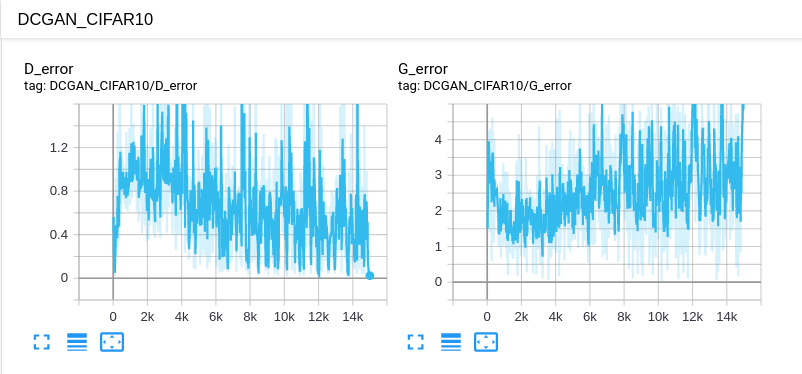 DCGAN_CIFAR10
D_error
tag: DCGAN_CIFAR10/D_error
1.2
0.8
0.4
0
0 2k 4k 6k 8k 10k 12k 14k
G_error
tag: DCGAN_CIFAR10/G_error
4
3
2
1
0
0 2k 4k 6k 8k 10k 12k 14k